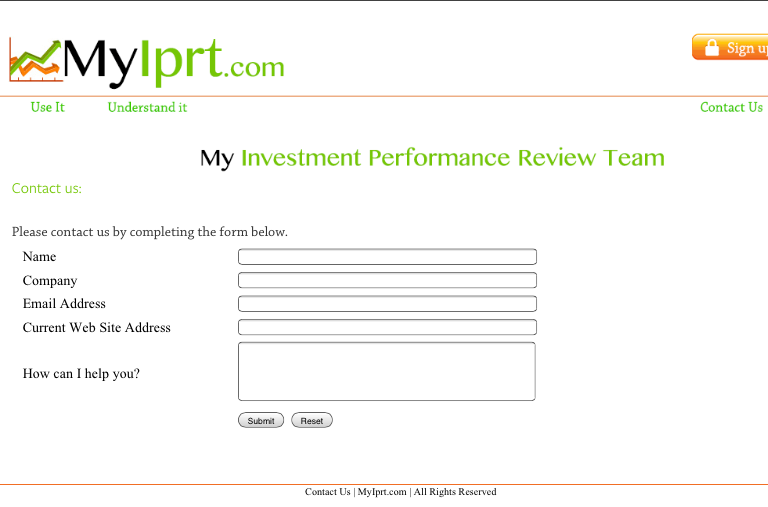 MyIprt.com
Sign up
Use It Understand it Contact Us
My Investment Performance Review Team
Contact us:
Please contact us by completing the form below.
Name
Company
Email Address
Current Web Site Address
How can I help you?
Submit Reset
Contact Us | MyIprt.com | All Rights Reserved